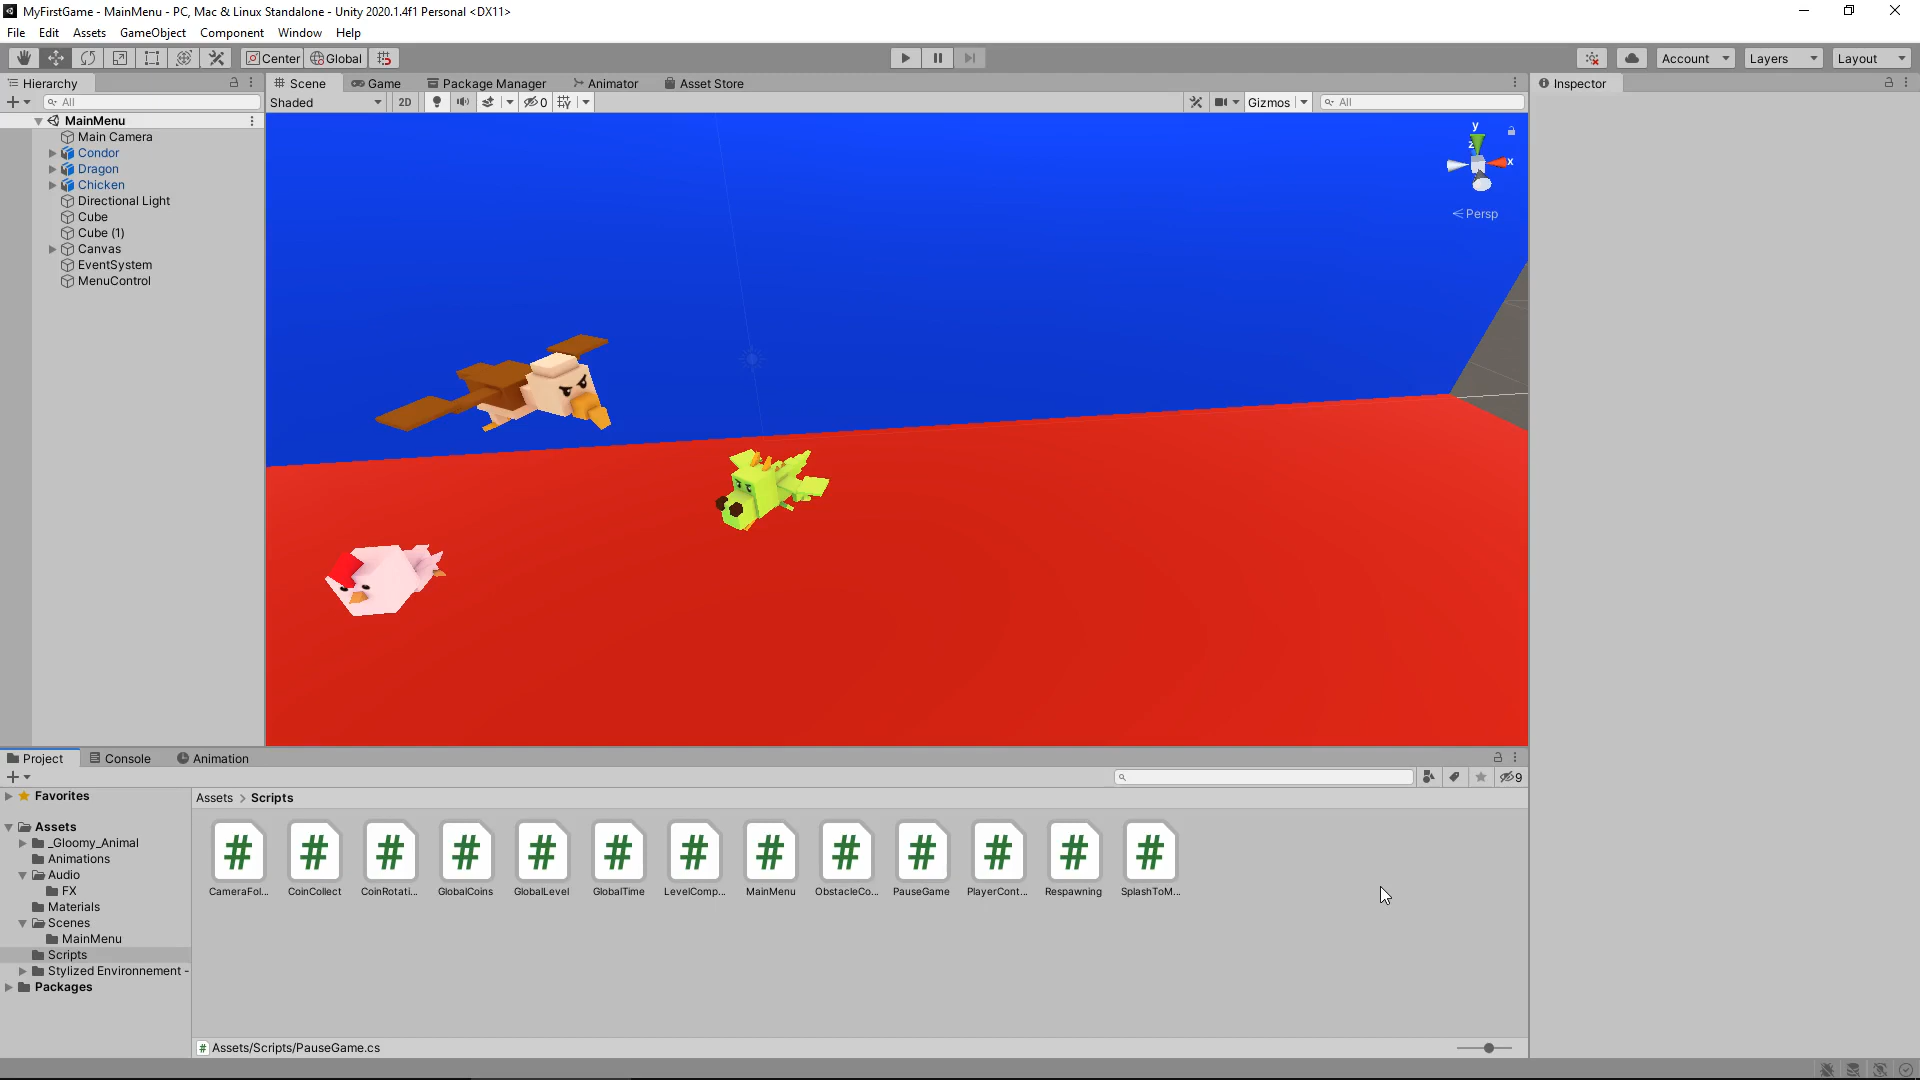 MyFirstGame - MainMenu - PC, Mac & Linux Standalone - Unity 2020.1.4f1 Personal <DX11>
File Edit Assets GameObject Component Window Help
Center Global Account Layers Layout
Hierarchy Scene Game Package Manager Animator Asset Store Inspector
All Shaded 2D 0 Gizmos All
MainMenu
Main Camera
Condor
Dragon
Chicken
Directional Light
Cube
Cube (1)
Canvas
EventSystem
MenuControl
y
z
x
Persp
Project Console Animation
9
Favorites
Assets > Scripts
Assets
_Gloomy_Animal
Animations
Audio
FX
Materials
Scenes
MainMenu
Scripts
Stylized Environnement -
Packages
# # # # # # # # # # # # #
CameraFol... CoinCollect CoinRotati... GlobalCoins GlobalLevel GlobalTime LevelComp... MainMenu ObstacleCo... PauseGame PlayerCont... Respawning SplashToM...
# Assets/Scripts/PauseGame.cs